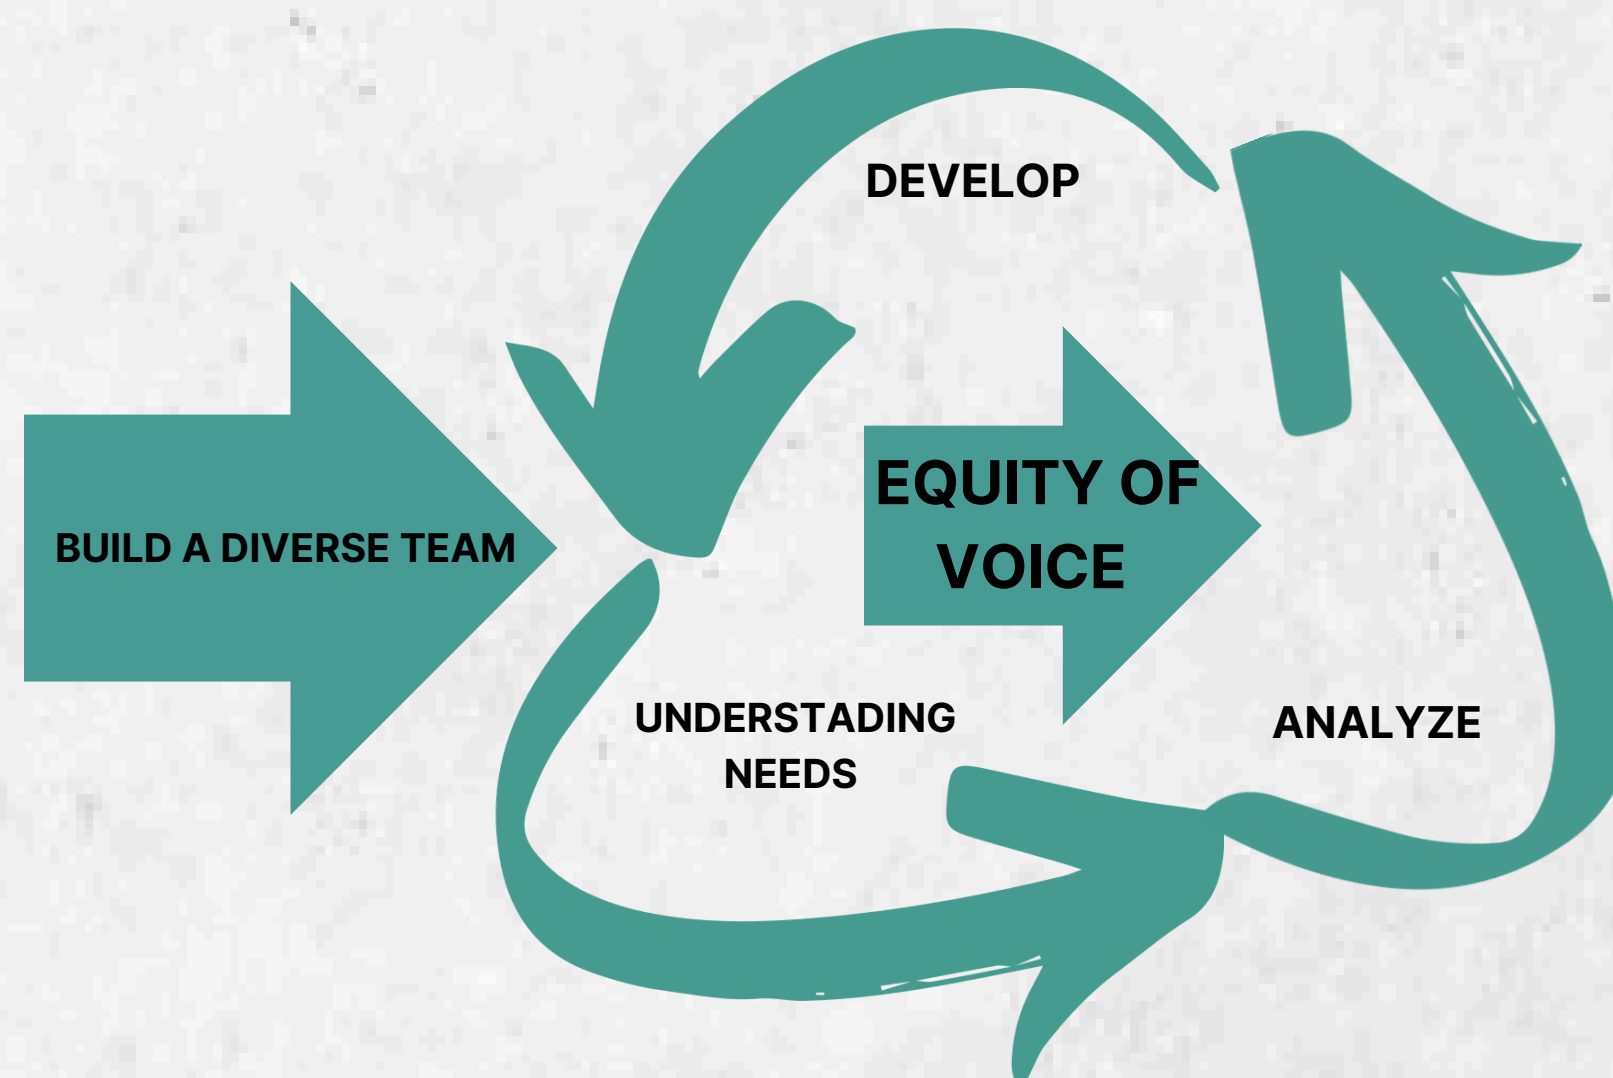 DEVELOP
BUILD A DIVERSE TEAM
EQUITY OF
VOICE
UNDERSTADING
NEEDS
ANALYZE